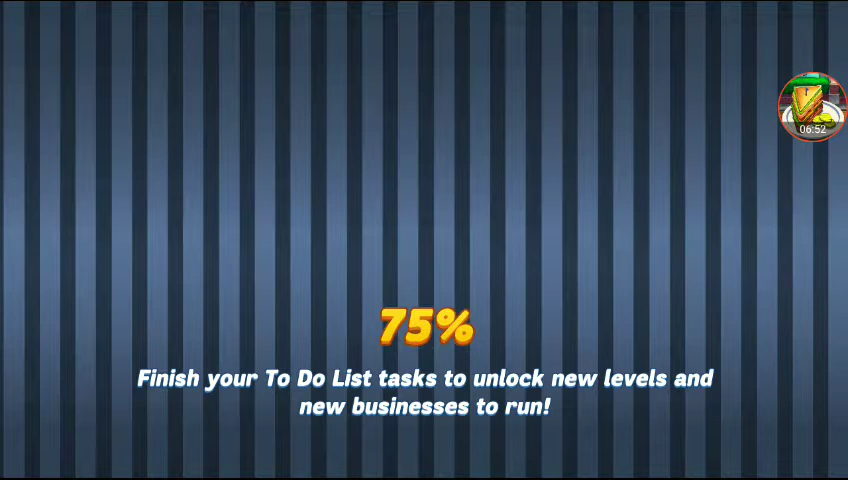 06:52
75%
Finish your To Do List tasks to unlock new levels and
new businesses to run!